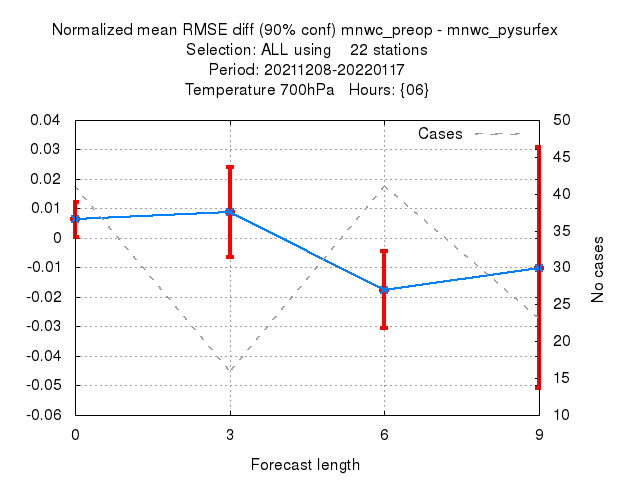 Normalized mean RMSE diff (90% conf) mnwc_preop - mnwc_pysurfex
Selection: ALL using    22 stations
Period: 20211208-20220117
Temperature 700hPa   Hours: {06}
Cases
0.04
0.03
0.02
0.01
0
-0.01
-0.02
-0.03
-0.04
-0.05
-0.06
50
45
40
35
30
25
20
15
10
No cases
0 3 6 9
Forecast length